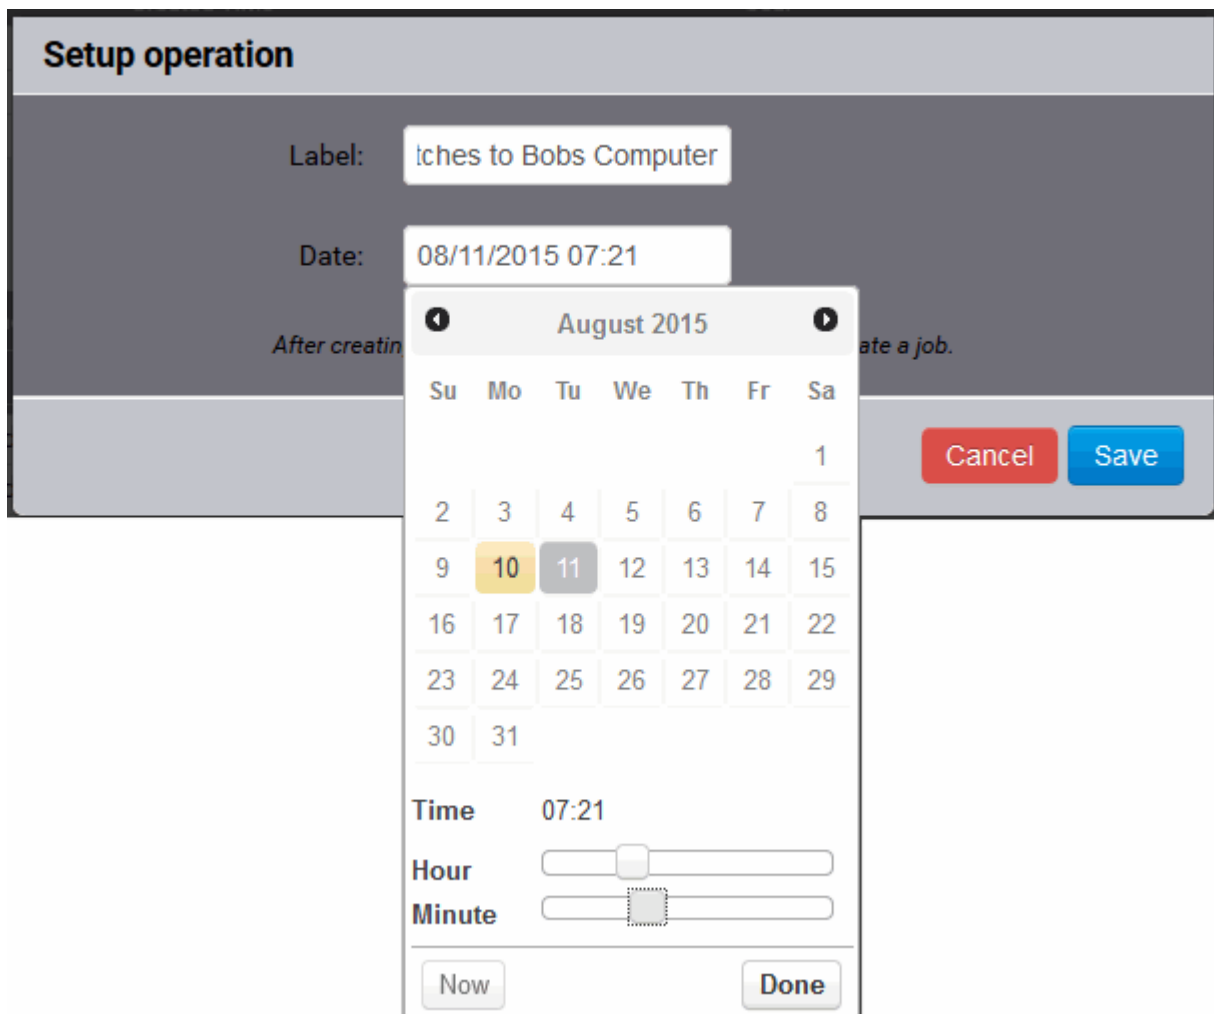 Setup operation
Label: tches to Bobs Computer
Date: 08/11/2015 07:21
August 2015
After creatin ate a job.
Su Mo Tu We Th Fr Sa
1
Cancel Save
2 3 4 5 6 7 8
9 10 11 12 13 14 15
16 17 18 19 20 21 22
23 24 25 26 27 28 29
30 31
Time 07:21
Hour
Minute
Now Done